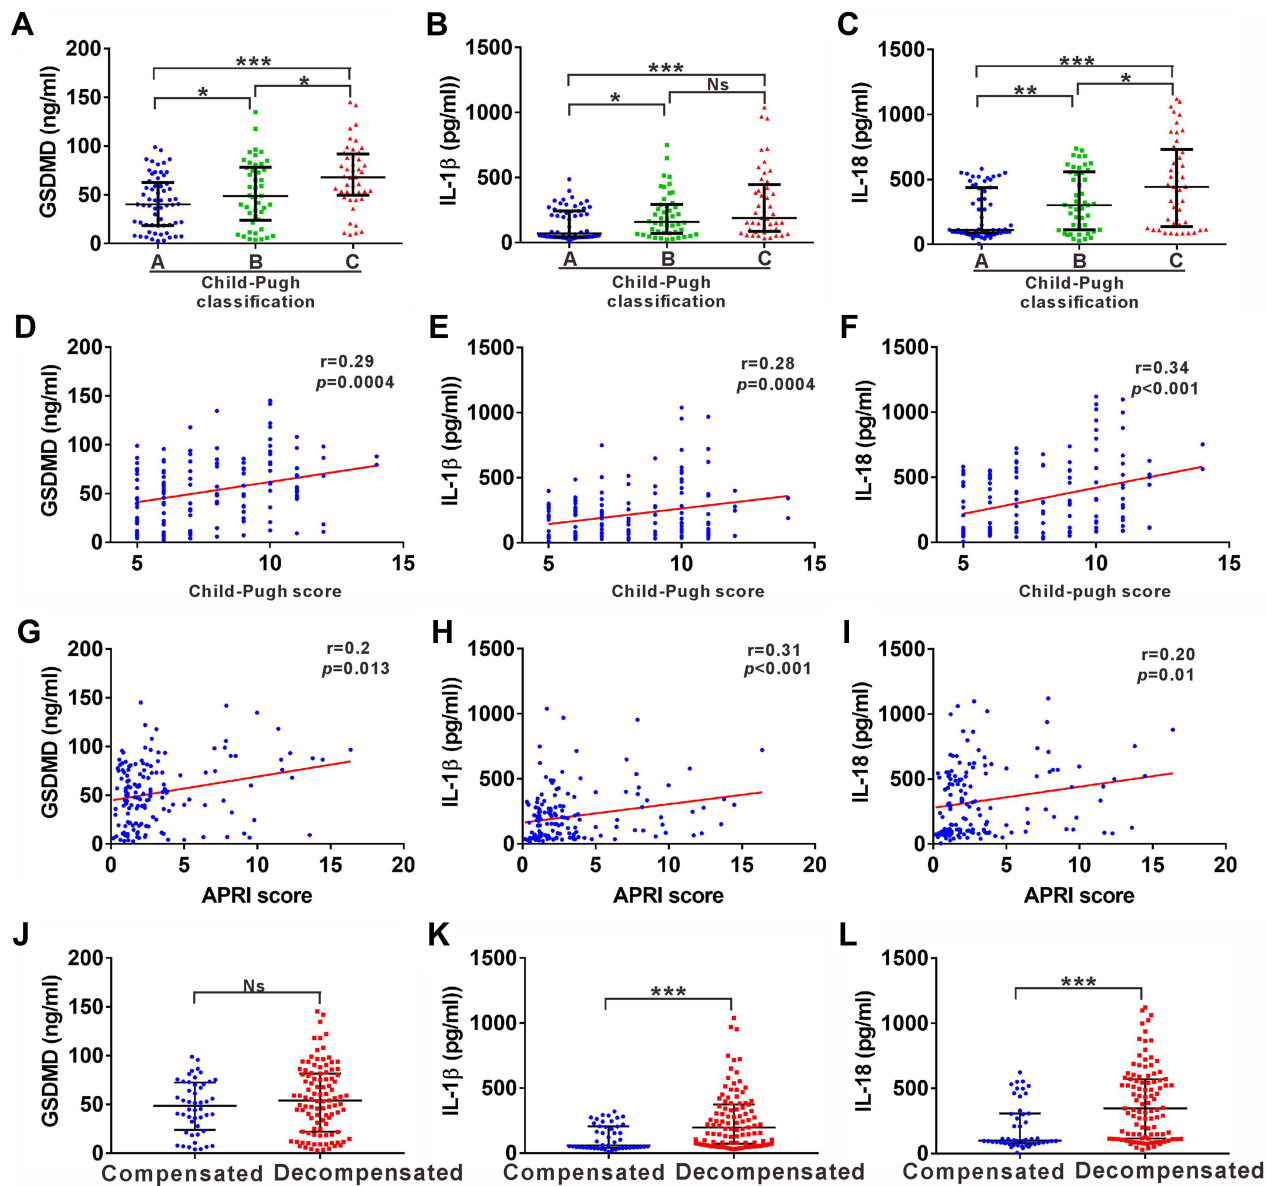 A
B
C
GSDMD (ng/ml)
200
150
100
50
0
***
*
*
A
B
C
Child-Pugh
classification
IL-1β (pg/ml))
1500
1000
500
0
***
*
Ns
A
B
C
Child-Pugh
classification
IL-18 (pg/ml)
1500
1000
500
0
***
**
*
A
B
C
Child-Pugh
classification
D
E
F
GSDMD (ng/ml)
200
150
100
50
0
r=0.29
p=0.0004
5
10
15
Child-Pugh score
IL-1β (pg/ml))
1500
1000
500
0
r=0.28
p=0.0004
5
10
15
Child-Pugh score
IL-18 (pg/ml)
1500
1000
500
0
r=0.34
p<0.001
5
10
15
Child-pugh score
G
H
I
GSDMD (ng/ml)
200
150
100
50
0
r=0.2
p=0.013
0
5
10
15
20
APRI score
IL-1β (pg/ml))
1500
1000
500
0
r=0.31
p<0.001
0
5
10
15
20
APRI score
IL-18 (pg/ml)
1500
1000
500
0
r=0.20
p=0.01
0
5
10
15
20
APRI score
J
K
L
GSDMD (ng/ml)
200
150
100
50
0
Ns
Compensated
Decompensated
IL-1β (pg/ml))
1500
1000
500
0
***
Compensated
Decompensated
IL-18 (pg/ml)
1500
1000
500
0
***
Compensated
Decompensated